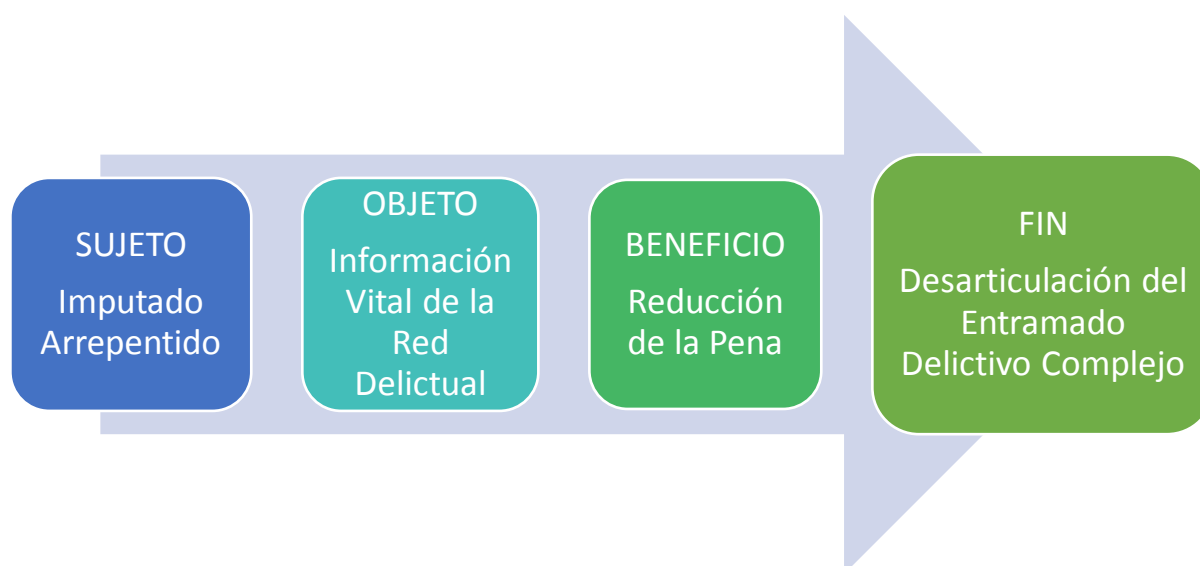 SUJETO
Imputado
Arrepentido
OBJETO
Información
Vital de la
Red
Delictual
BENEFICIO
Reducción
de la Pena
FIN
Desarticulación del
Entramado
Delictivo Complejo